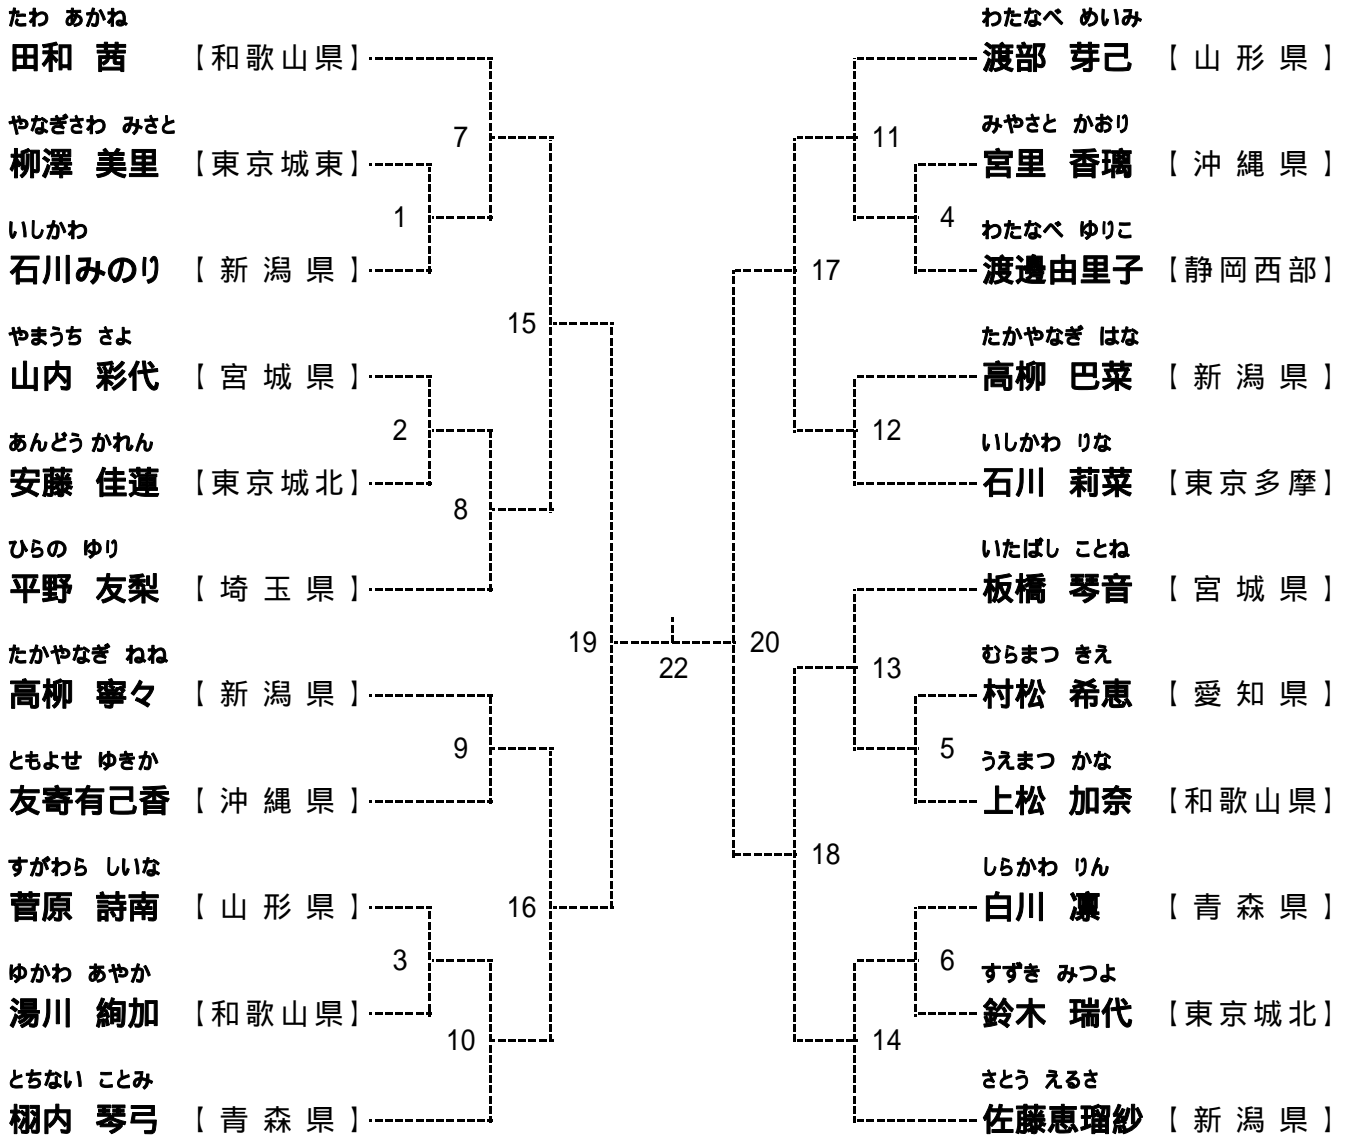 たわ あかね
田和 茜 【和歌山県】
やなぎさわ みさと
柳澤 美里 【東京城東】
いしかわ
石川みのり 【新潟県】
やまうち さよ
山内 彩代 【宮城県】
あんどう かれん
安藤 佳蓮 【東京城北】
ひらの ゆり
平野 友梨 【埼玉県】
たかやなぎ ねね
高柳 寧々 【新潟県】
ともよせ ゆきか
友寄有己香 【沖縄県】
すがわら しいな
菅原 詩南 【山形県】
ゆかわ あやか
湯川 絢加 【和歌山県】
とちない ことみ
栩内 琴弓 【青森県】
7
1
15
2
8
19
9
16
3
10
22
20
11
4
17
12
13
5
18
6
14
わたなべ めいみ
渡部 芽己 【山形県】
みやさと かおり
宮里 香璃 【沖縄県】
わたなべ ゆりこ
渡邊由里子 【静岡西部】
たかやなぎ はな
高柳 巴菜 【新潟県】
いしかわ りな
石川 莉菜 【東京多摩】
いたばし ことね
板橋 琴音 【宮城県】
むらまつ きえ
村松 希恵 【愛知県】
うえまつ かな
上松 加奈 【和歌山県】
しらかわ りん
白川 凜 【青森県】
すずき みつよ
鈴木 瑞代 【東京城北】
さとう えるさ
佐藤恵瑠紗 【新潟県】